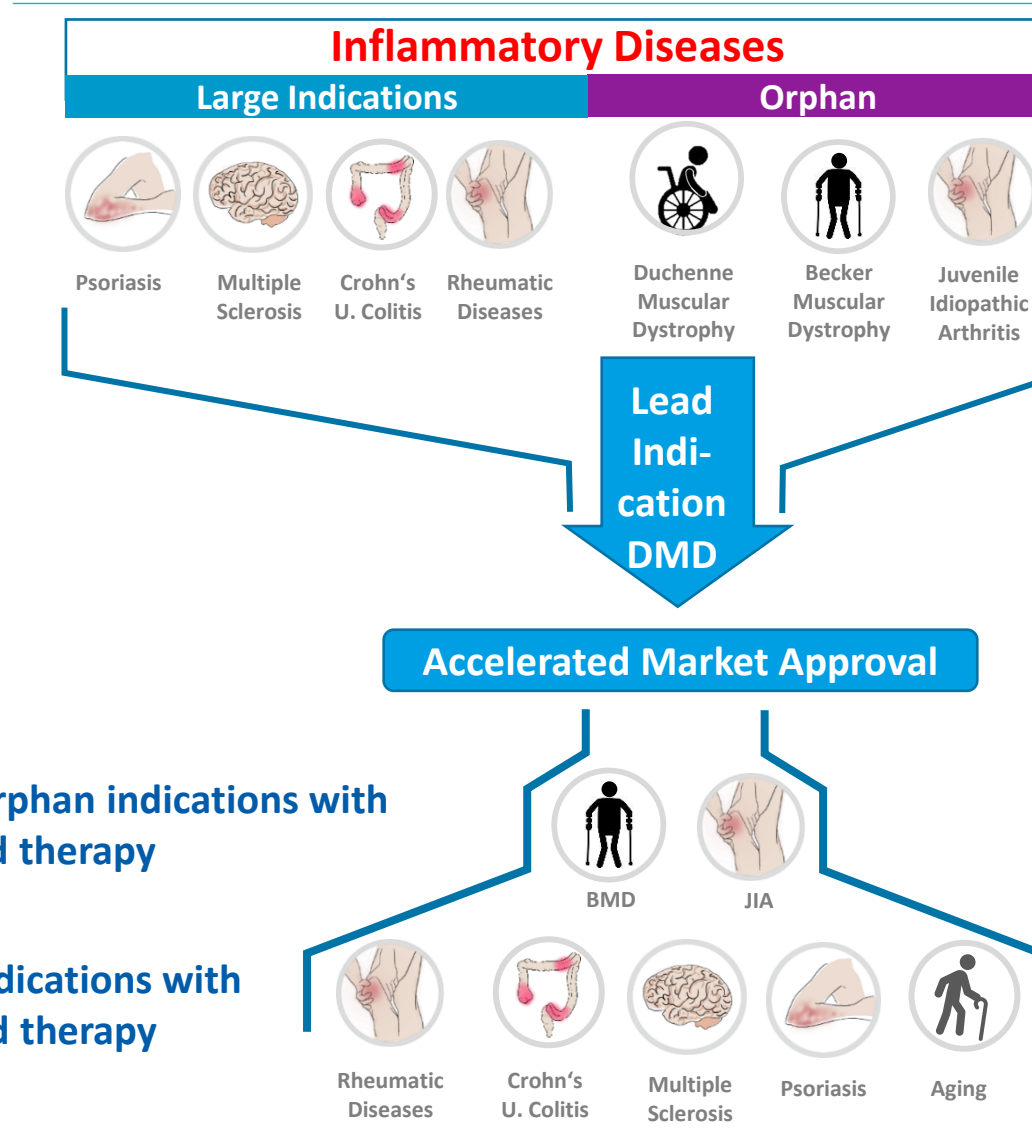 Inflammatory Diseases
Large Indications
Orphan
Psoriasis
Multiple
Sclerosis
Crohn‘s
U. Colitis
Rheumatic
Diseases
Duchenne
Muscular
Dystrophy
Becker
Muscular
Dystrophy
Juvenile
Idiopathic
Arthritis
Lead
Indi-
cation
DMD
Accelerated Market Approval
indications with
therapy
BMD
JIA
with
therapy
Rheumatic
Diseases
Crohn‘s
U. Colitis
Multiple
Sclerosis
Psoriasis
Aging